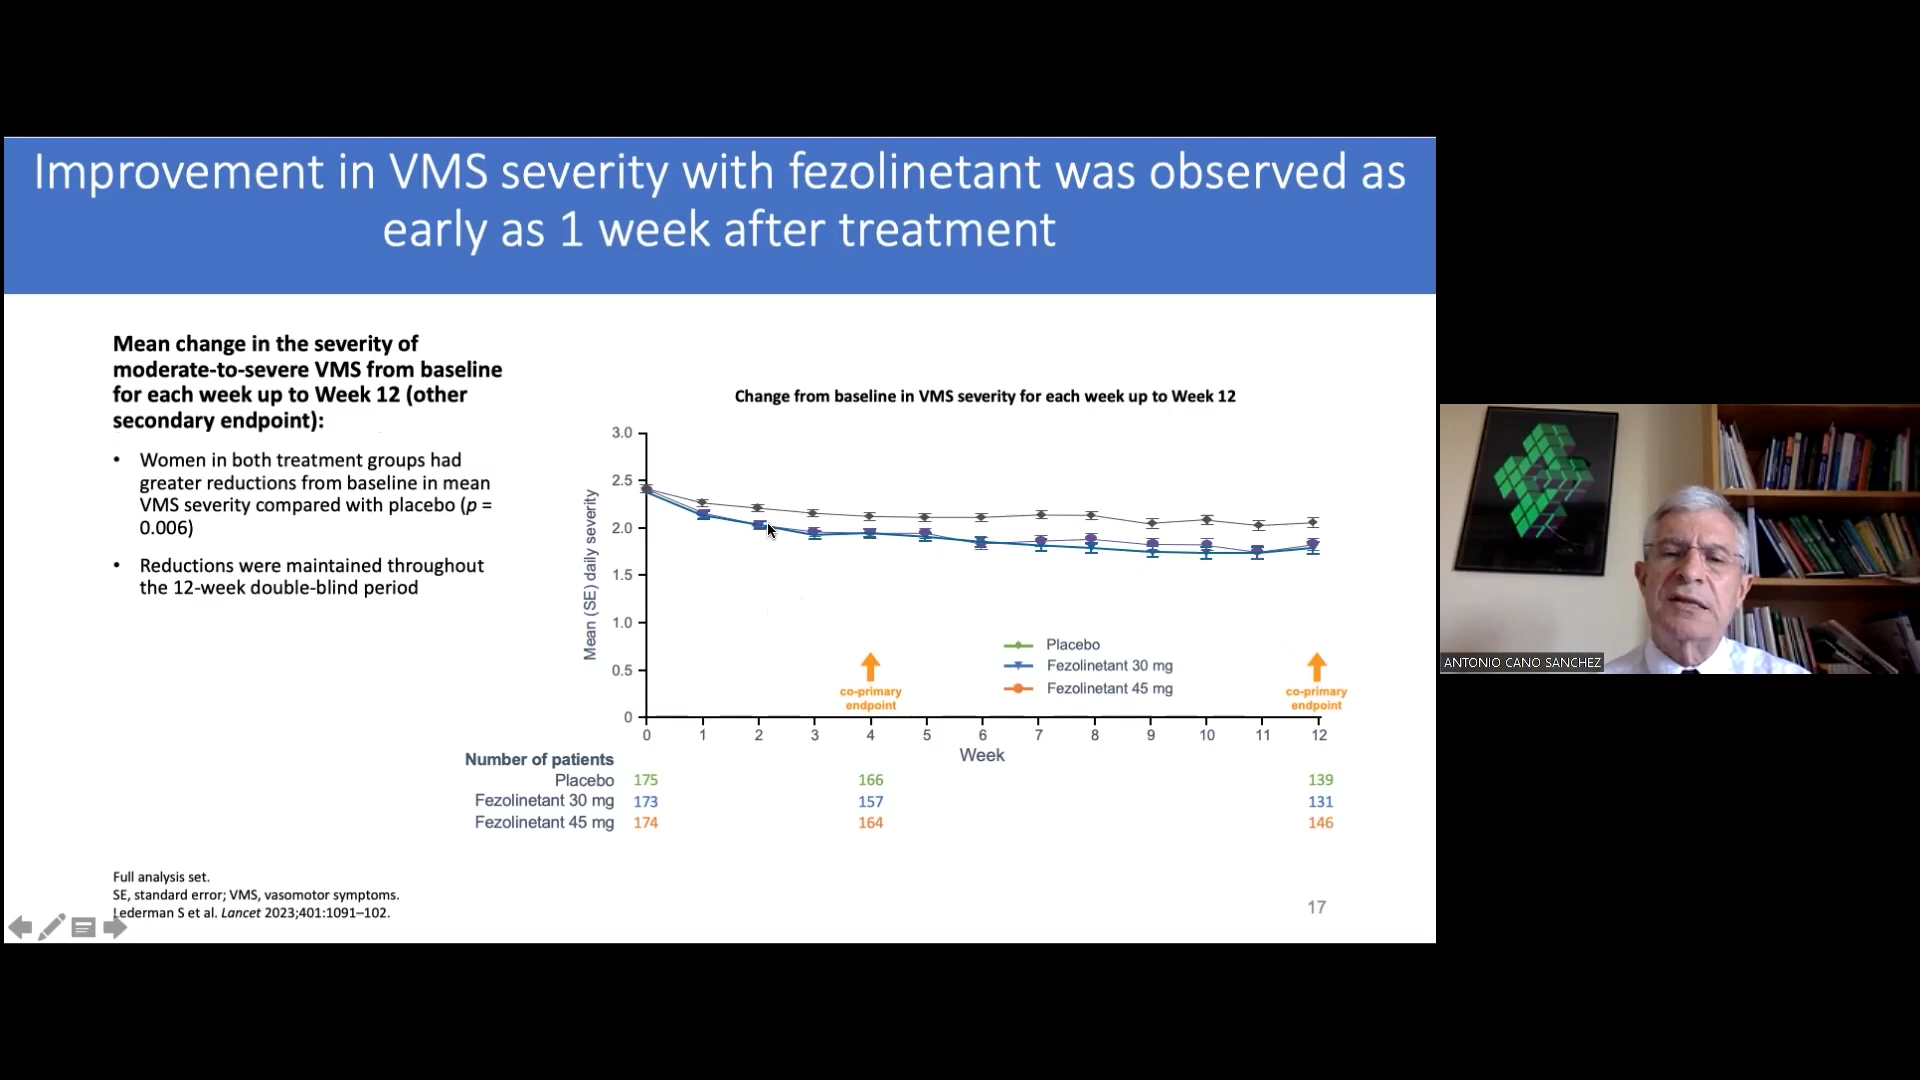 Improvement in VMS severity with fezolinetant was observed as
early as 1 week after treatment
Mean change in the severity of
moderate-to-severe VMS from baseline
for each week up to Week 12 (other
secondary endpoint):
• Women in both treatment groups had
greater reductions from baseline in mean
VMS severity compared with placebo (p =
0.006)
• Reductions were maintained throughout
the 12-week double-blind period
Change from baseline in VMS severity for each week up to Week 12
Mean (SE) daily severity
3.0
2.5
2.0
1.5
1.0
0.5
0
Placebo
Fezolinetant 30 mg
Fezolinetant 45 mg
co-primary
endpoint
co-primary
endpoint
0 1 2 3 4 5 6 7 8 9 10 11 12
Week
Number of patients
Placebo 175 166 139
Fezolinetant 30 mg 173 157 131
Fezolinetant 45 mg 174 164 146
Full analysis set.
SE, standard error; VMS, vasomotor symptoms.
Lederman S et al. Lancet 2023;401:1091–102.
17
ANTONIO CANO SANCHEZ